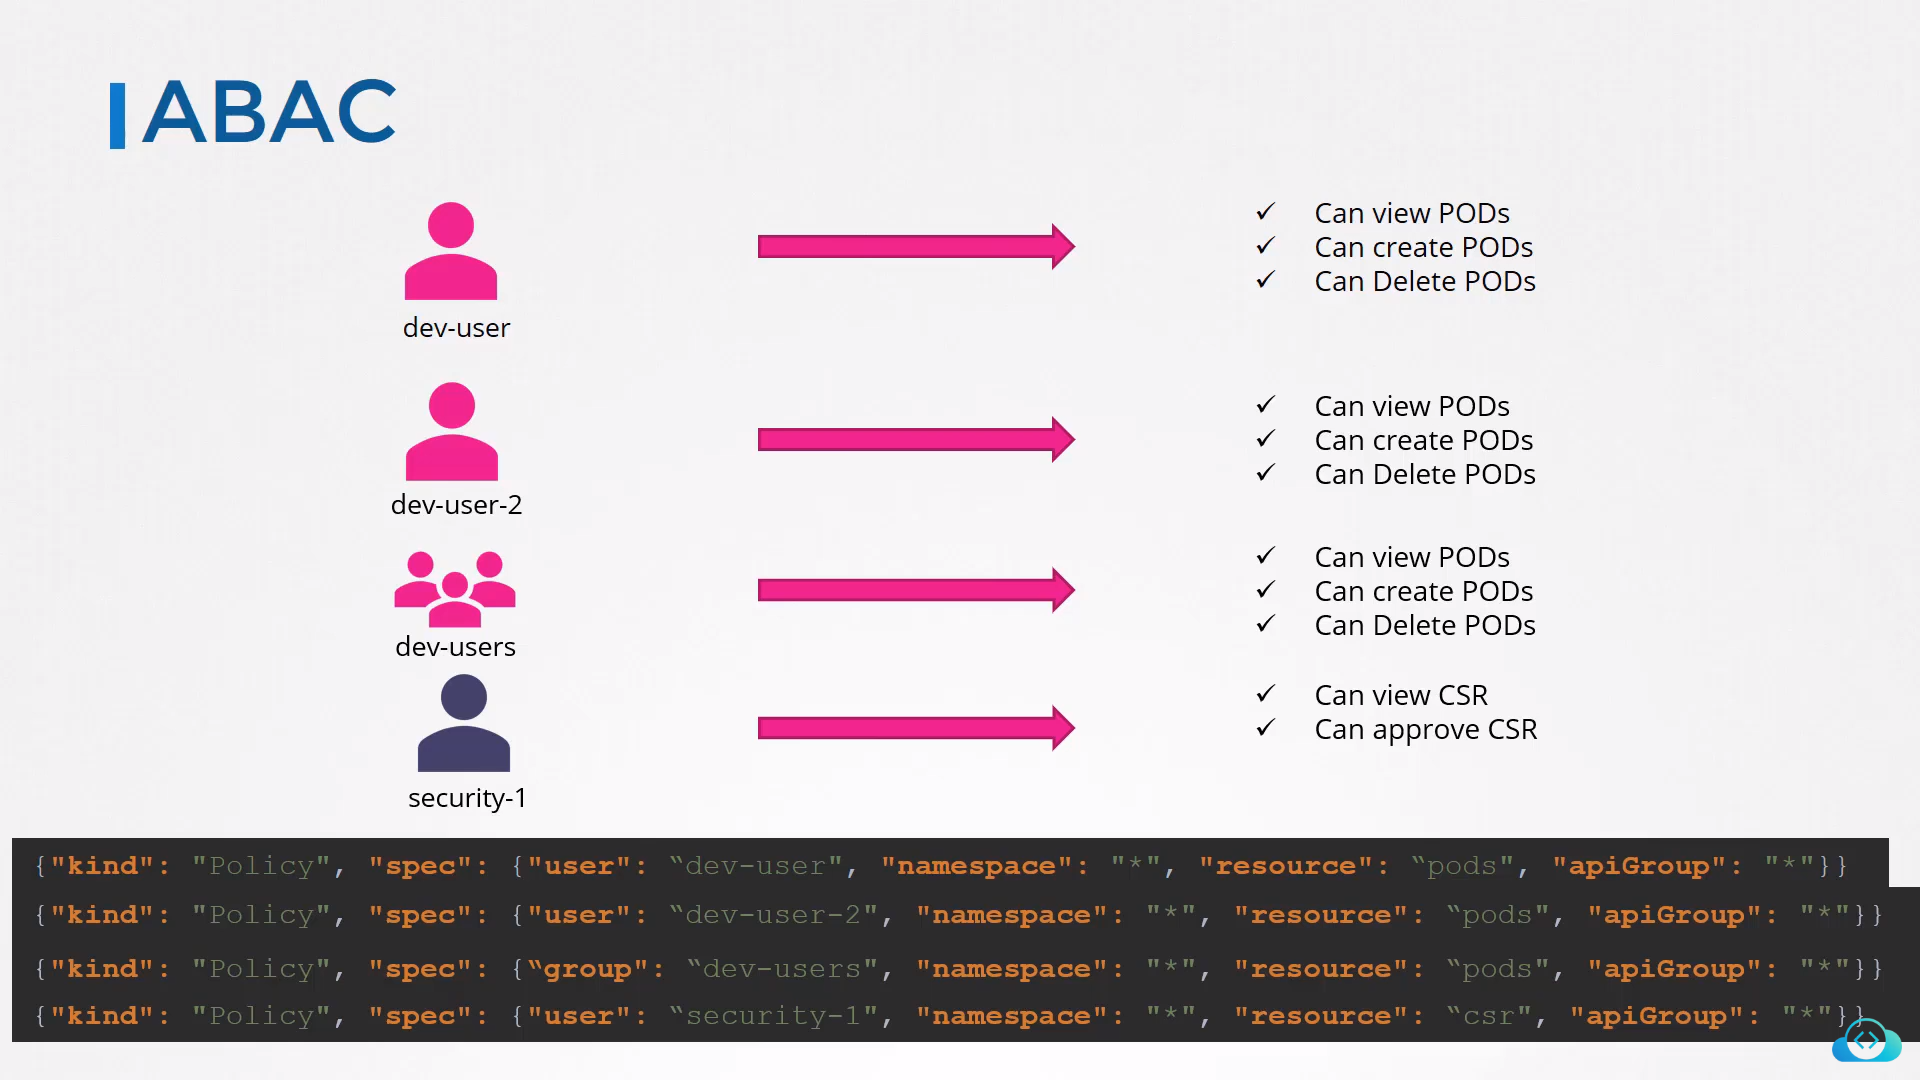 ABAC
✓ Can view PODs
✓ Can create PODs
✓ Can Delete PODs
dev-user
✓ Can view PODs
✓ Can create PODs
✓ Can Delete PODs
dev-user-2
✓ Can view PODs
✓ Can create PODs
✓ Can Delete PODs
dev-users
✓ Can view CSR
✓ Can approve CSR
security-1
{"kind": "Policy", "spec": {"user": “dev-user", "namespace": "*", "resource": “pods", "apiGroup": "*"}}
{"kind": "Policy", "spec": {"user": “dev-user-2", "namespace": "*", "resource": “pods", "apiGroup": "*"}}
{"kind": "Policy", "spec": {“group": “dev-users", "namespace": "*", "resource": “pods", "apiGroup": "*"}}
{"kind": "Policy", "spec": {"user": “security-1", "namespace": "*", "resource": “csr", "apiGroup": "*"}}